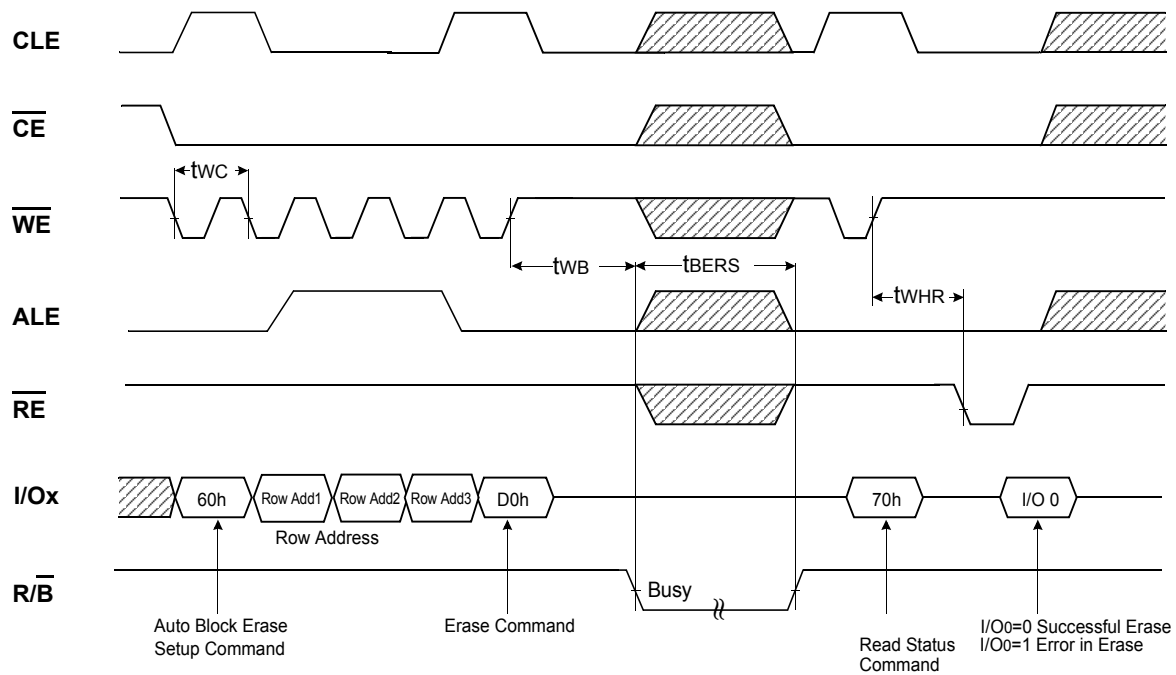 CLE
CE
tWC
WE
tWB
tBERS
tWHR
ALE
RE
I/Ox
60h
Row Add1
Row Add2
Row Add3
D0h
70h
I/O 0
Row Address
R/B
Busy
Auto Block Erase
Setup Command
Erase Command
Read Status
Command
I/O0=0 Successful Erase
I/O0=1 Error in Erase